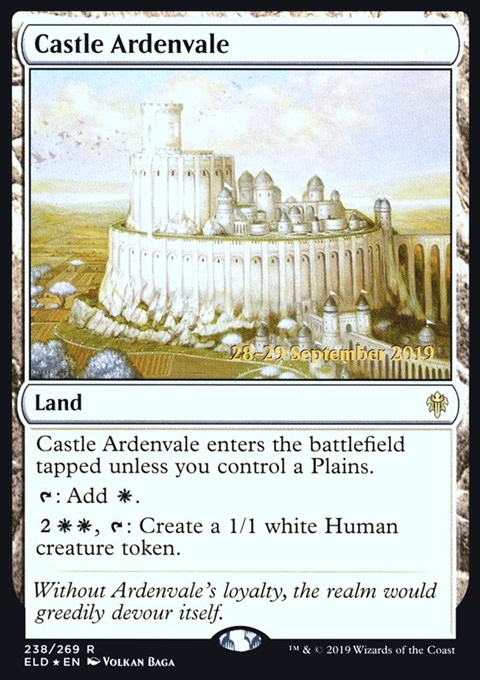 Castle Ardenvale
28-29 September 2019
Land
Castle Ardenvale enters the battlefield
tapped unless you control a Plains.
: Add .
2 , : Create a 1/1 white Human
creature token.
Without Ardenvale's loyalty, the realm would
greedily devour itself.
238/269 R
ELD ★ EN Volkan Baga
™ & © 2019 Wizards of the Coast